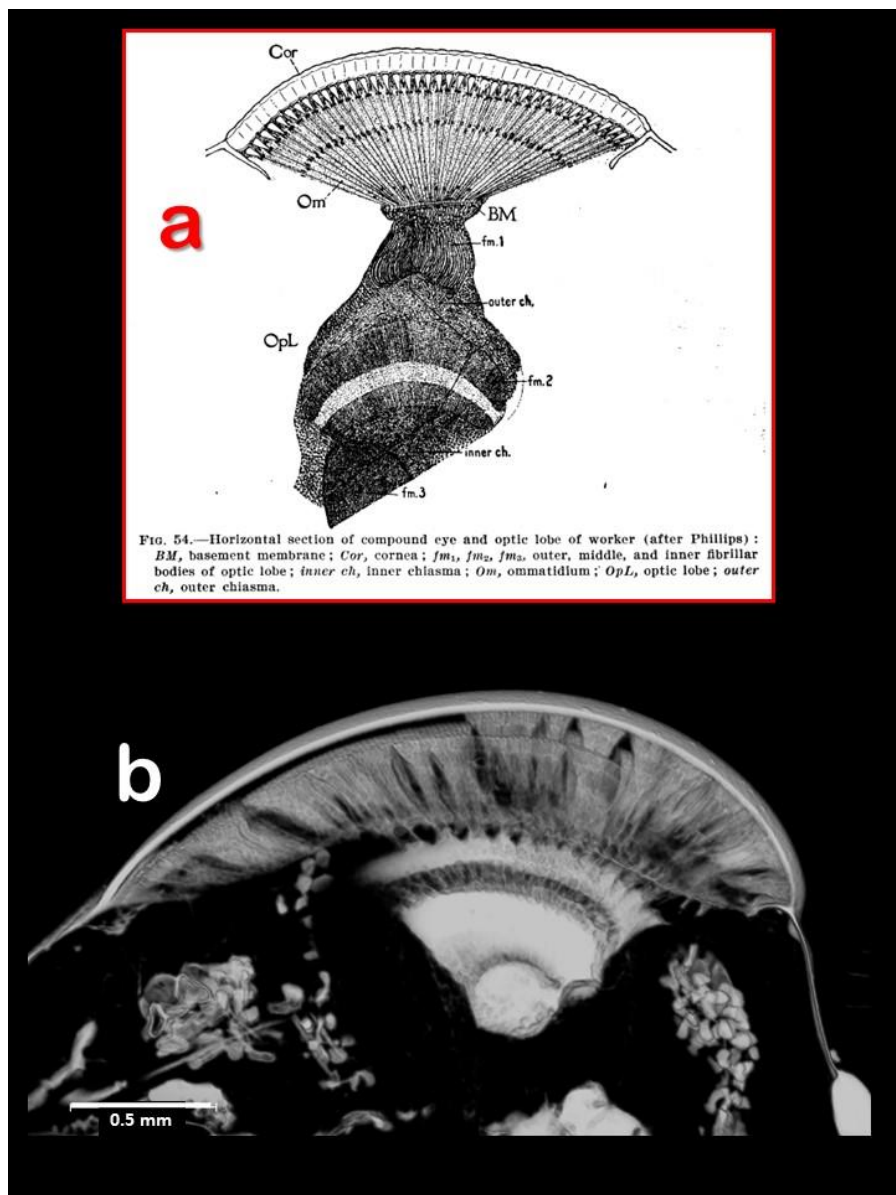 Cor
Om
a
BM
fm.1
outer ch.
OpL
fm.2
inner ch.
fm.3
FIG. 54.—Horizontal section of compound eye and optic lobe of worker (after Phillips):
BM, basement membrane; Cor, cornea; fm₁, fm₂, fm₃, outer, middle, and inner fibrillar
bodies of optic lobe; inner ch, inner chiasma; Om, ommatidium; OpL, optic lobe; outer
ch, outer chiasma.
b
0.5 mm